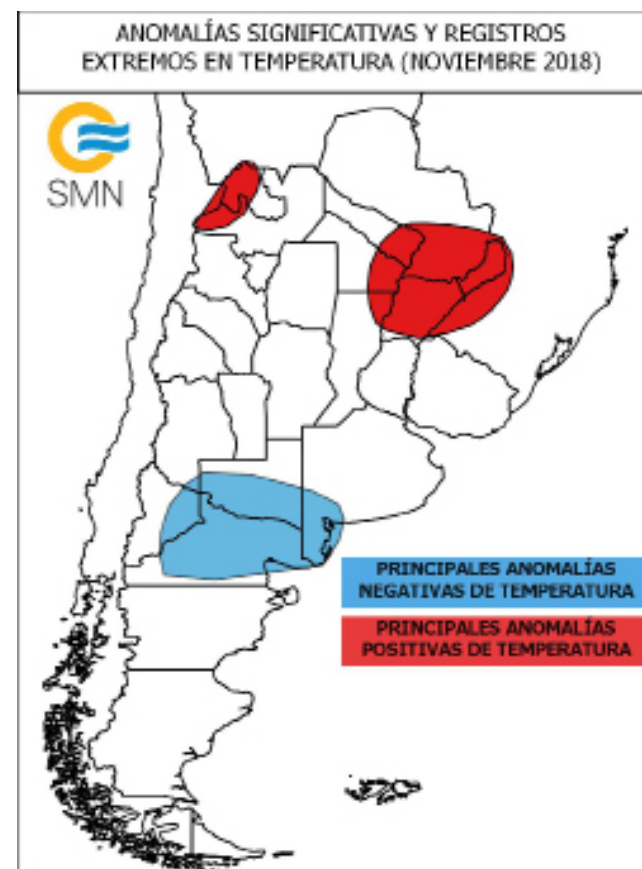 ANOMALÍAS SIGNIFICATIVAS Y REGISTROS
EXTREMOS EN TEMPERATURA (NOVIEMBRE 2018)
SMN
PRINCIPALES ANOMALÍAS
NEGATIVAS DE TEMPERATURA
PRINCIPALES ANOMALÍAS
POSITIVAS DE TEMPERATURA